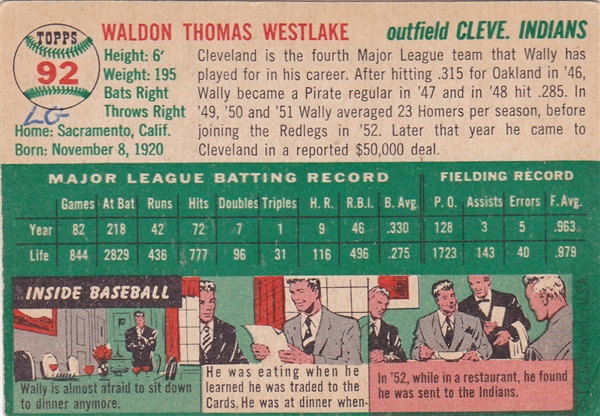 TOPPS
92
LG
WALDON THOMAS WESTLAKE
outfield CLEVE. INDIANS
Height: 6'
Weight: 195
Bats Right
Throws Right
Home: Sacramento, Calif.
Born: November 8, 1920
Cleveland is the fourth Major League team that Wally has
played for in his career. After hitting .315 for Oakland in '46,
Wally became a Pirate regular in '47 and in '48 hit .285. In
'49, '50 and '51 Wally averaged 23 Homers per season, before
joining the Redlegs in '52. Later that year he came to
Cleveland in a reported $50,000 deal.
MAJOR LEAGUE BATTING RECORD
FIELDING RECORD
Games At Bat Runs Hits Doubles Triples H. R. R.B.I. B. Avg. P. O. Assists Errors F. Avg.
Year 82 218 42 72 7 1 9 46 .330 128 3 5 .963
Life 844 2829 436 777 96 31 116 496 .275 1723 143 40 .979
INSIDE BASEBALL
Wally is almost afraid to sit down
to dinner anymore.
He was eating when he
learned he was traded to the
Cards. He was at dinner when-
In '52, while in a restaurant, he found
he was sent to the Indians.